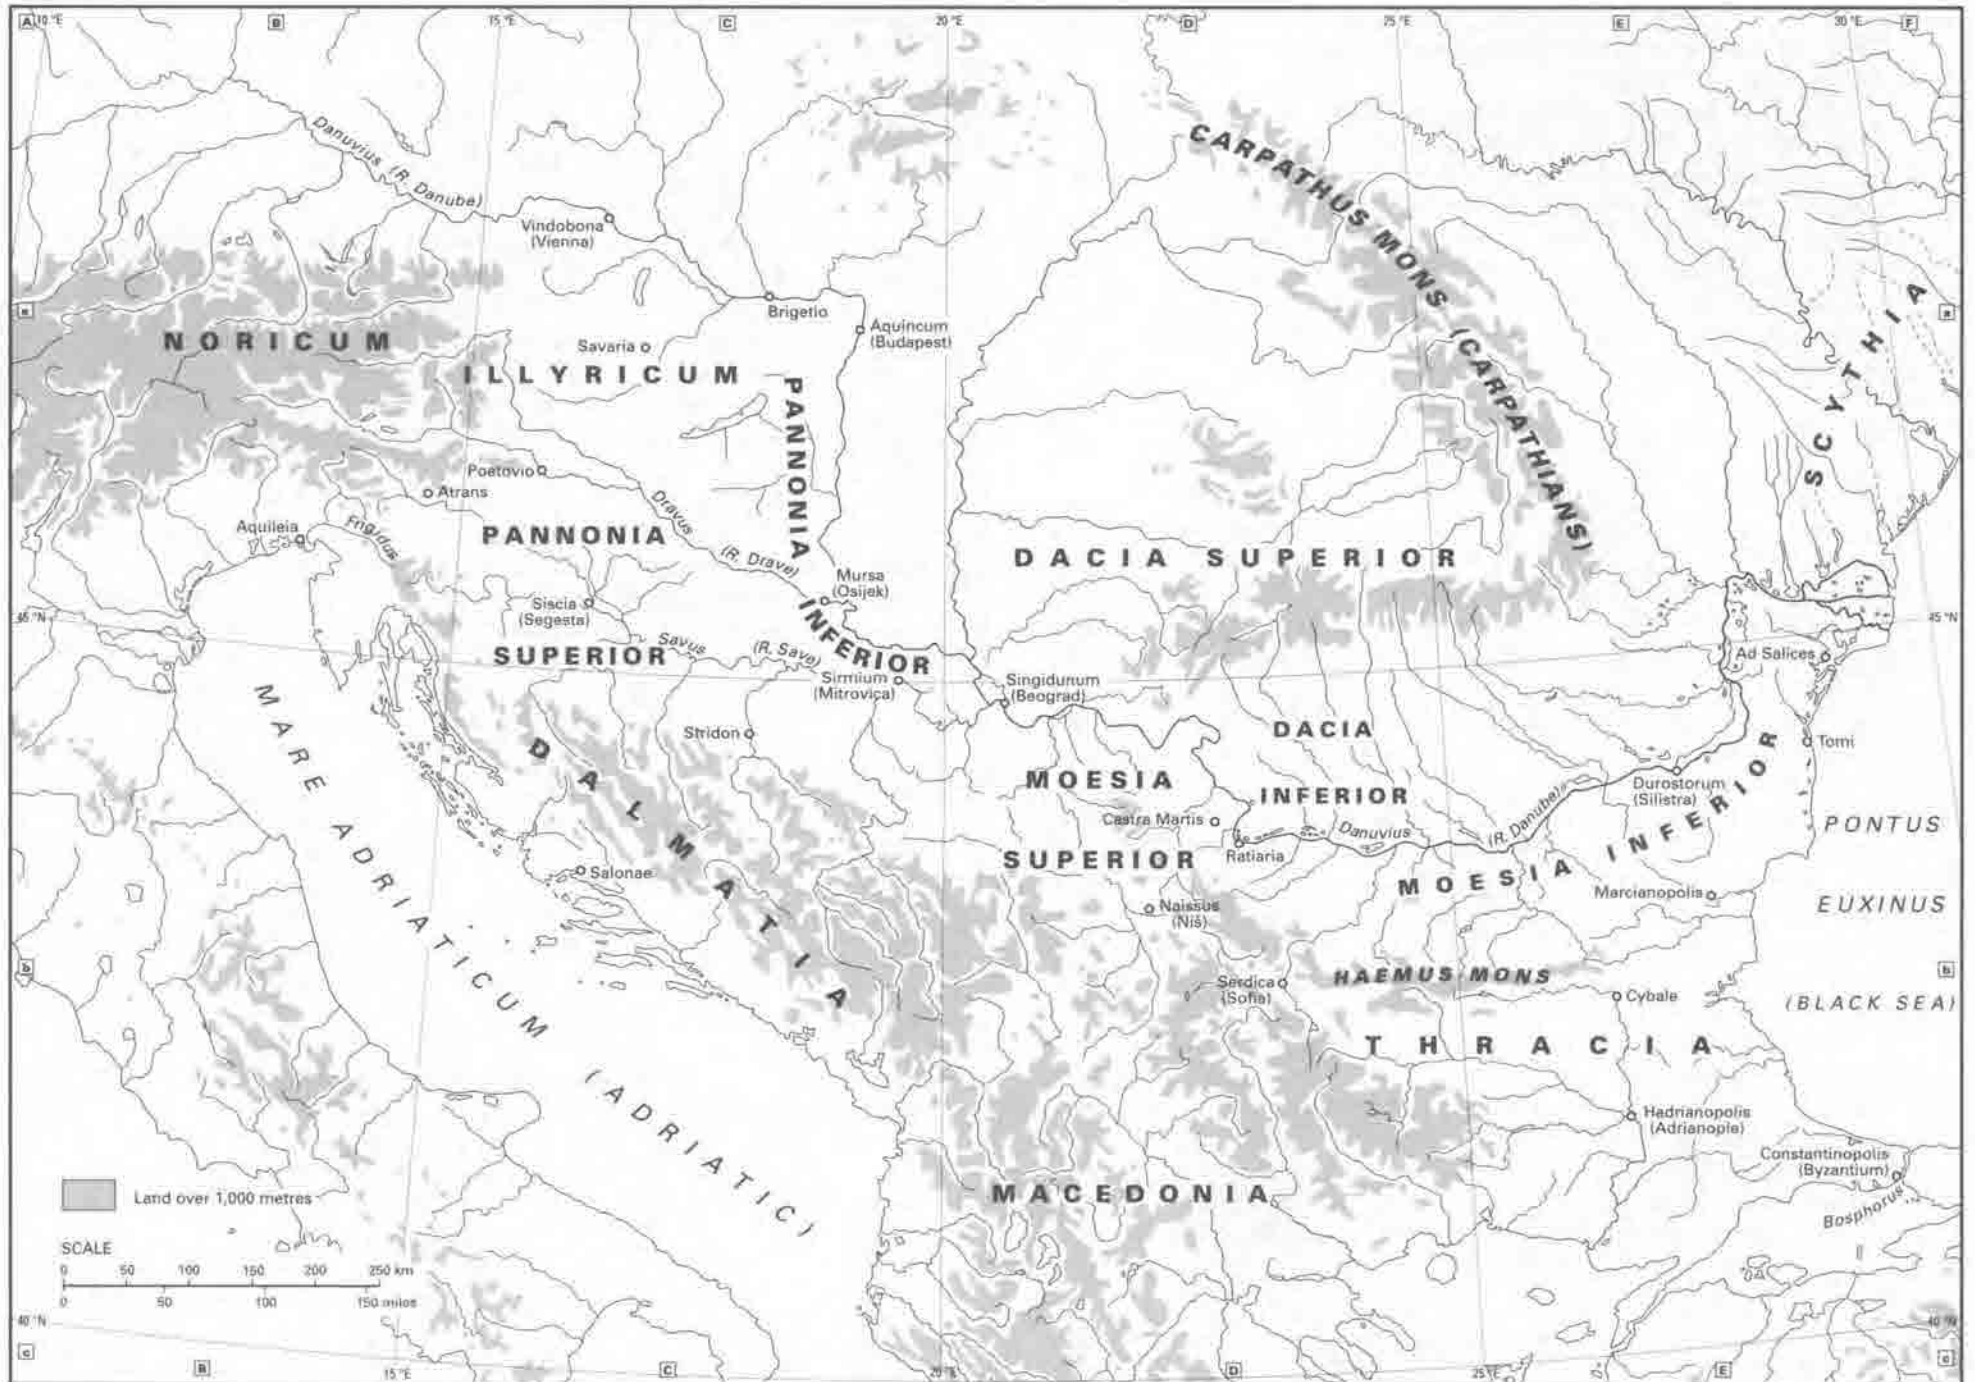 A
10 °E
B
15 °E
C
20 °E
D
25 °E
E
30 °E
F
Danuvius (R. Danube)
Vindobona
(Vienna)
Brigetio
Aquincum
(Budapest)
Savaria
NORICUM
ILLYRICUM
PANNONIA
INFERIOR
CARPATHUS MONS (CARPATHIANS)
SCYTHIA
a
a
Poetovio
Atrans
Aquileia
Frigidus
Dravus
(R. Drave)
PANNONIA
SUPERIOR
Mursa
(Osijek)
Siscia
(Segesta)
Savus
(R. Save)
Sirmium
(Mitrovica)
Singidunum
(Beograd)
DACIA SUPERIOR
45 °N
45 °N
Ad Salices
Tomi
Stridon
DALMATIA
MARE ADRIATICUM (ADRIATIC)
Salonae
MOESIA
SUPERIOR
DACIA
INFERIOR
Castra Martis
Ratiaria
Danuvius
(R. Danube)
Durostorum
(Silistra)
MOESIA INFERIOR
Marcianopolis
PONTUS
EUXINUS
(BLACK SEA)
Naissus
(Niš)
Serdica
(Sofia)
HAEMUS MONS
Cybale
THRACIA
b
b
Hadrianopolis
(Adrianople)
Constantinopolis
(Byzantium)
Bosphorus
MACEDONIA
Land over 1,000 metres
SCALE
0 50 100 150 200 250 km
0 50 100 150 miles
40 °N
40 °N
c
c
B
15 °E
C
20 °E
D
25 °E
E